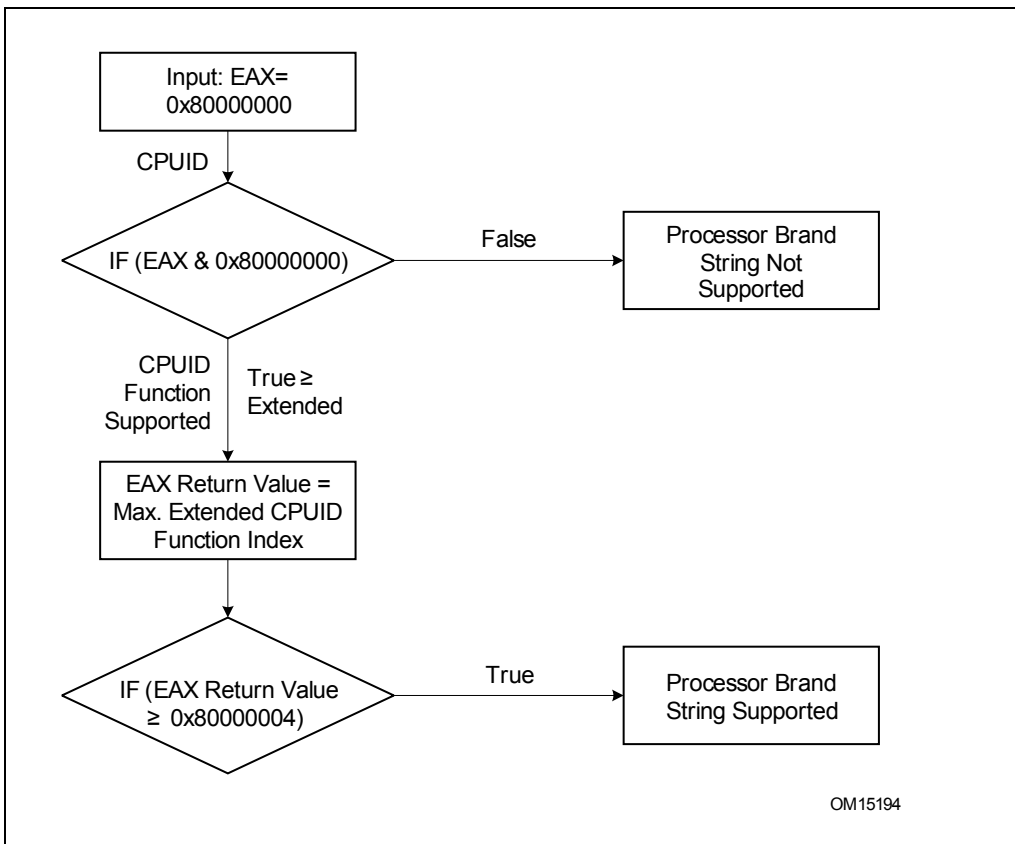 Input: EAX=
0x80000000
CPUID
IF (EAX & 0x80000000)
False
Processor Brand
String Not
Supported
CPUID
Function
Supported
True ≥
Extended
EAX Return Value =
Max. Extended CPUID
Function Index
IF (EAX Return Value
≥ 0x80000004)
True
Processor Brand
String Supported
OM15194